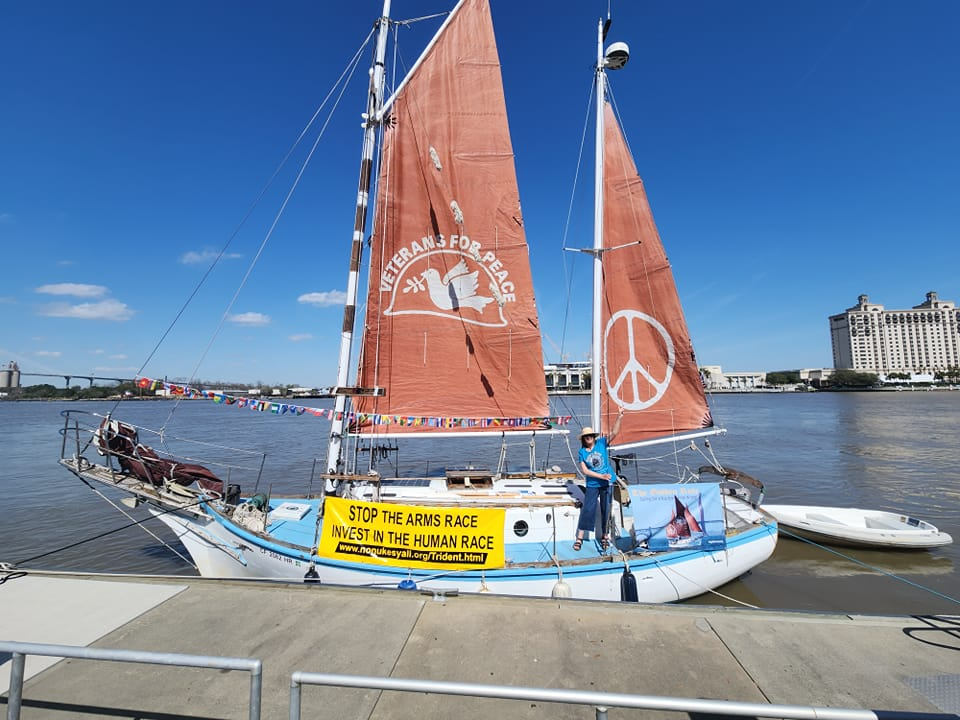 VETERANS FOR PEACE
STOP THE ARMS RACE
INVEST IN THE HUMAN RACE
www.nonukesyall.org/Trident.html